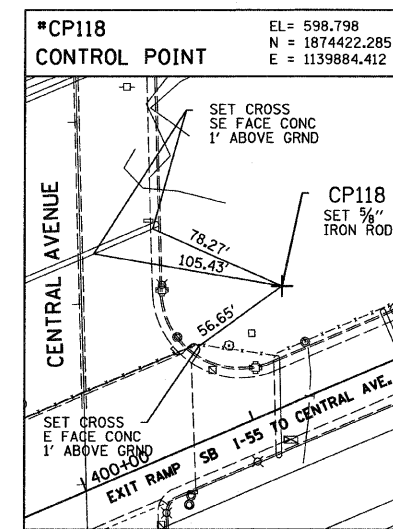 *CP118
CONTROL POINT
EL= 598.798
N = 1874422.285
E = 1139884.412
SET CROSS
SE FACE CONC
1' ABOVE GRND
CP118
SET 5/8"
IRON ROD
78.27'
105.43'
56.65'
CENTRAL AVENUE
SET CROSS
E FACE CONC
1' ABOVE GRND
400+00
EXIT RAMP SB I-55 TO CENTRAL AVE.